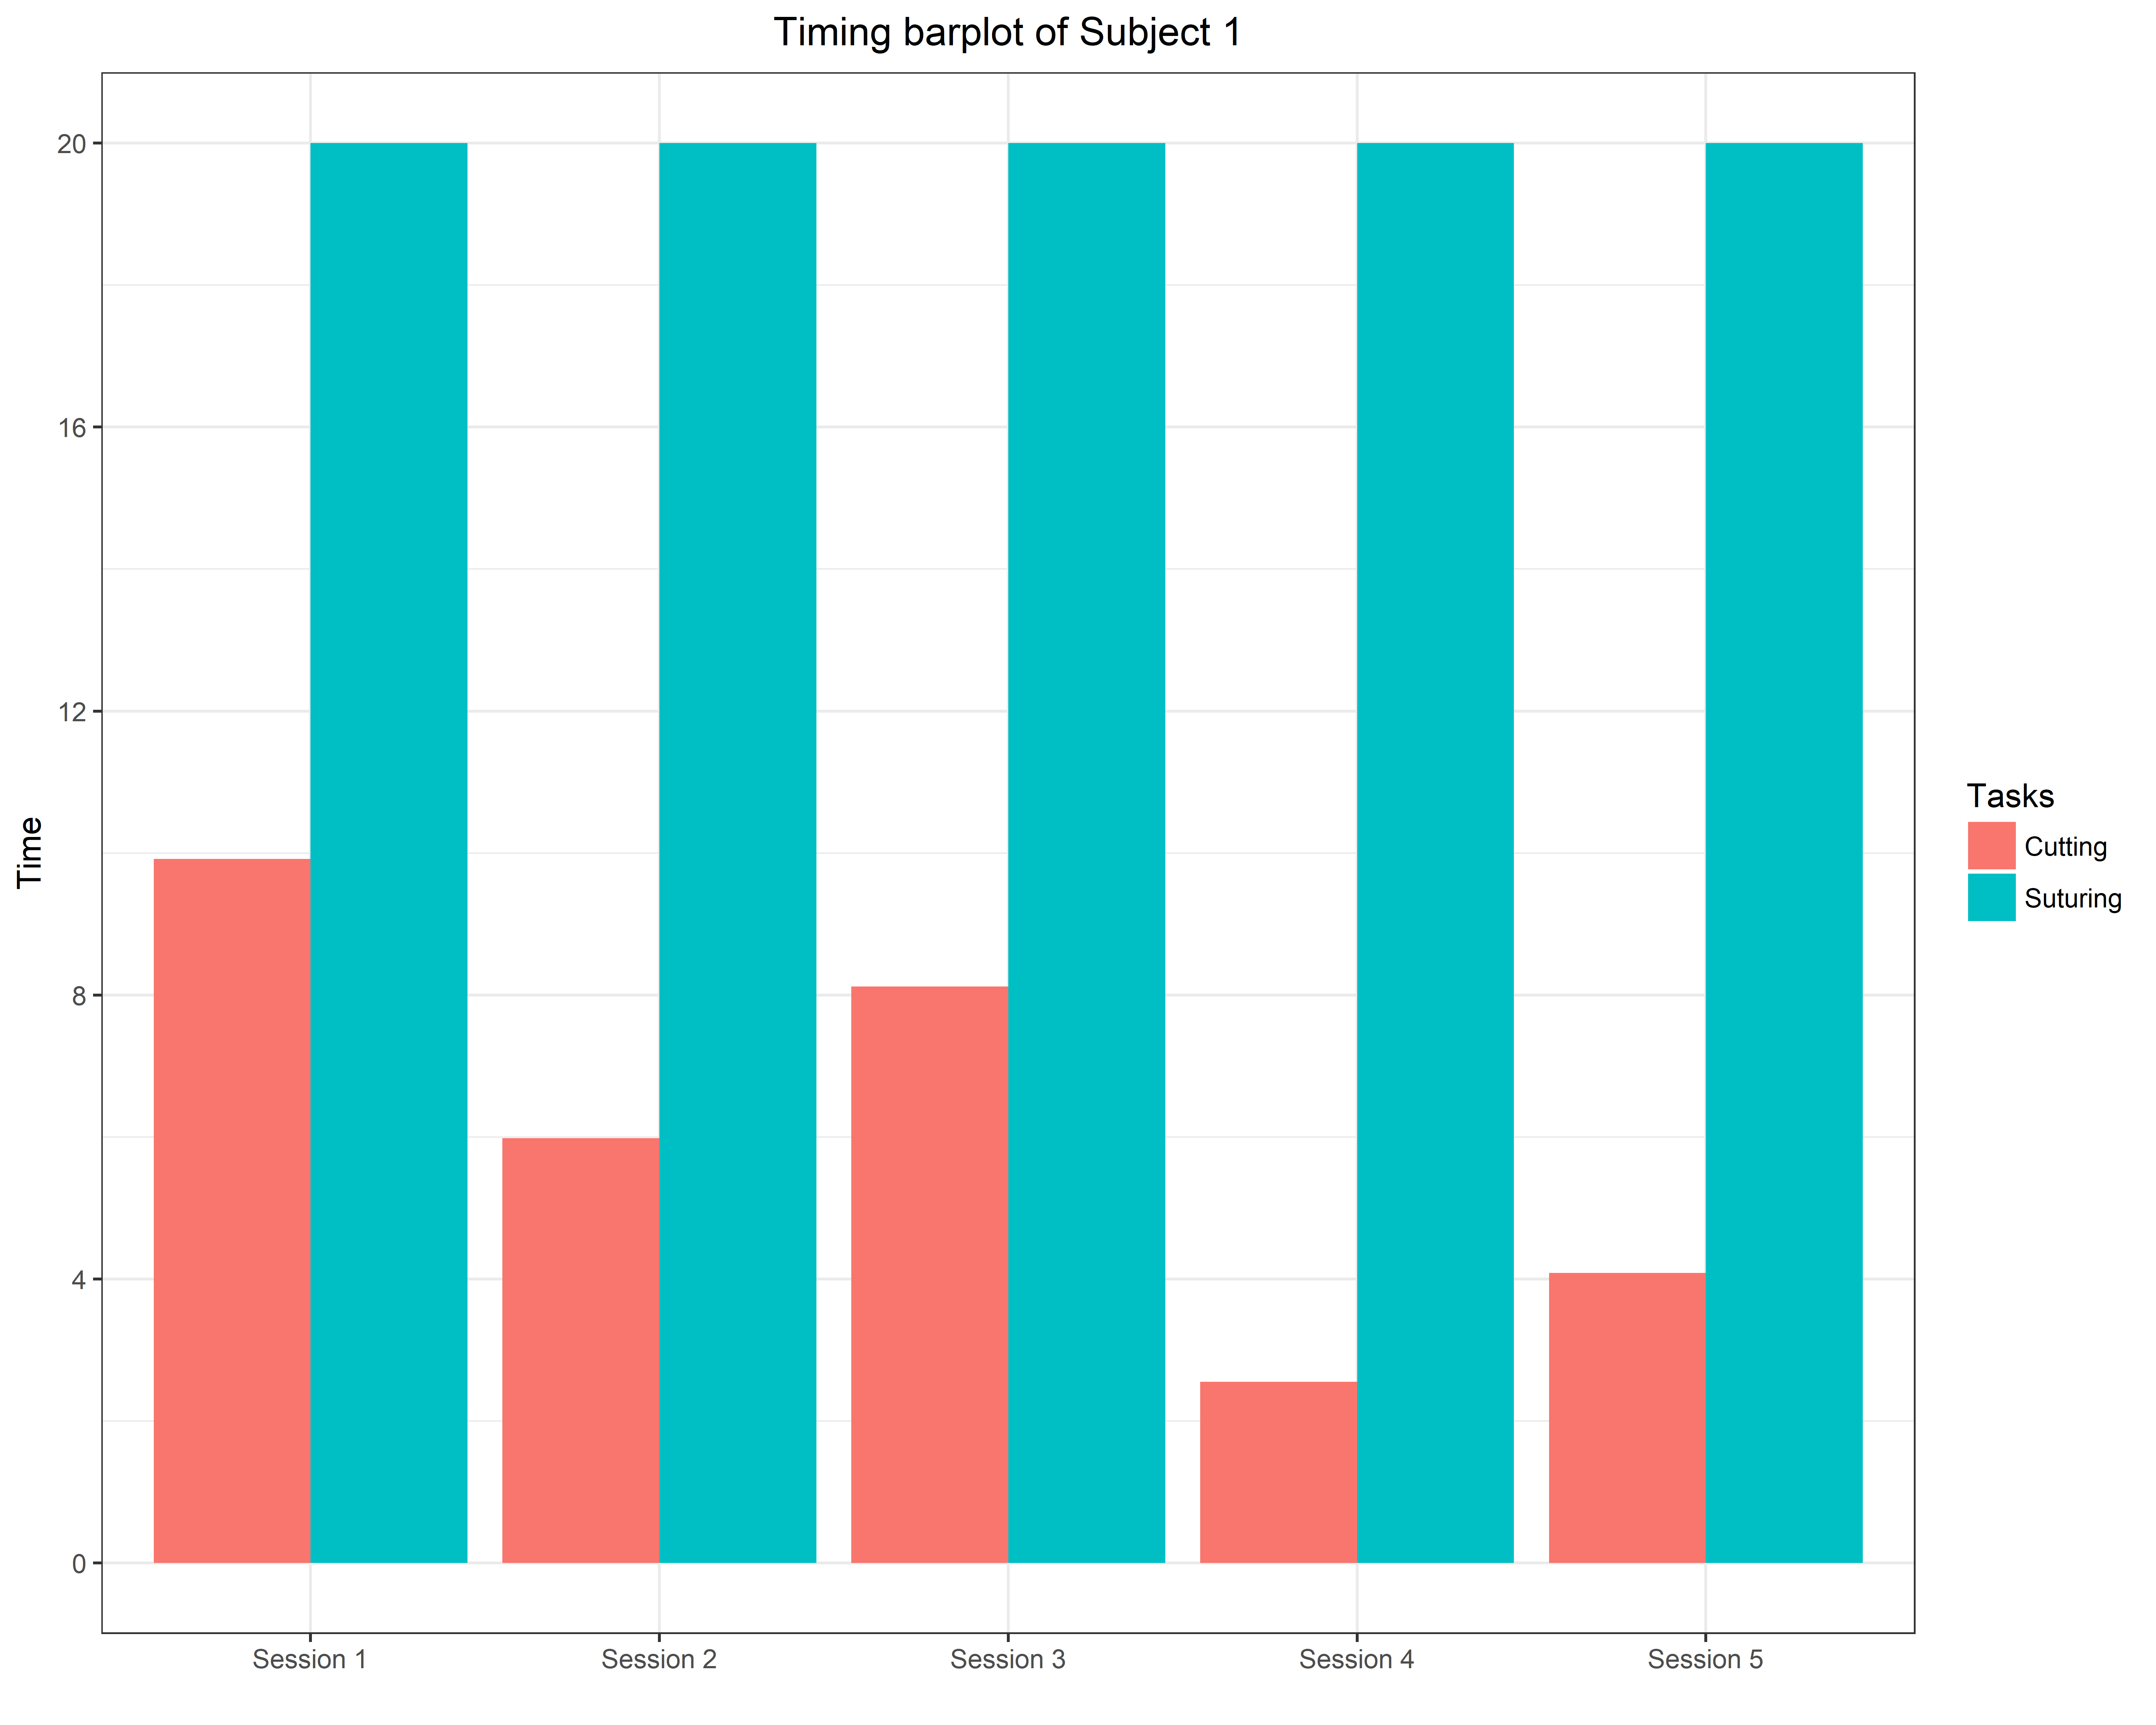 Timing barplot of Subject 1
Time
20
16
12
8
4
0
Session 1
Session 2
Session 3
Session 4
Session 5
Tasks
Cutting
Suturing